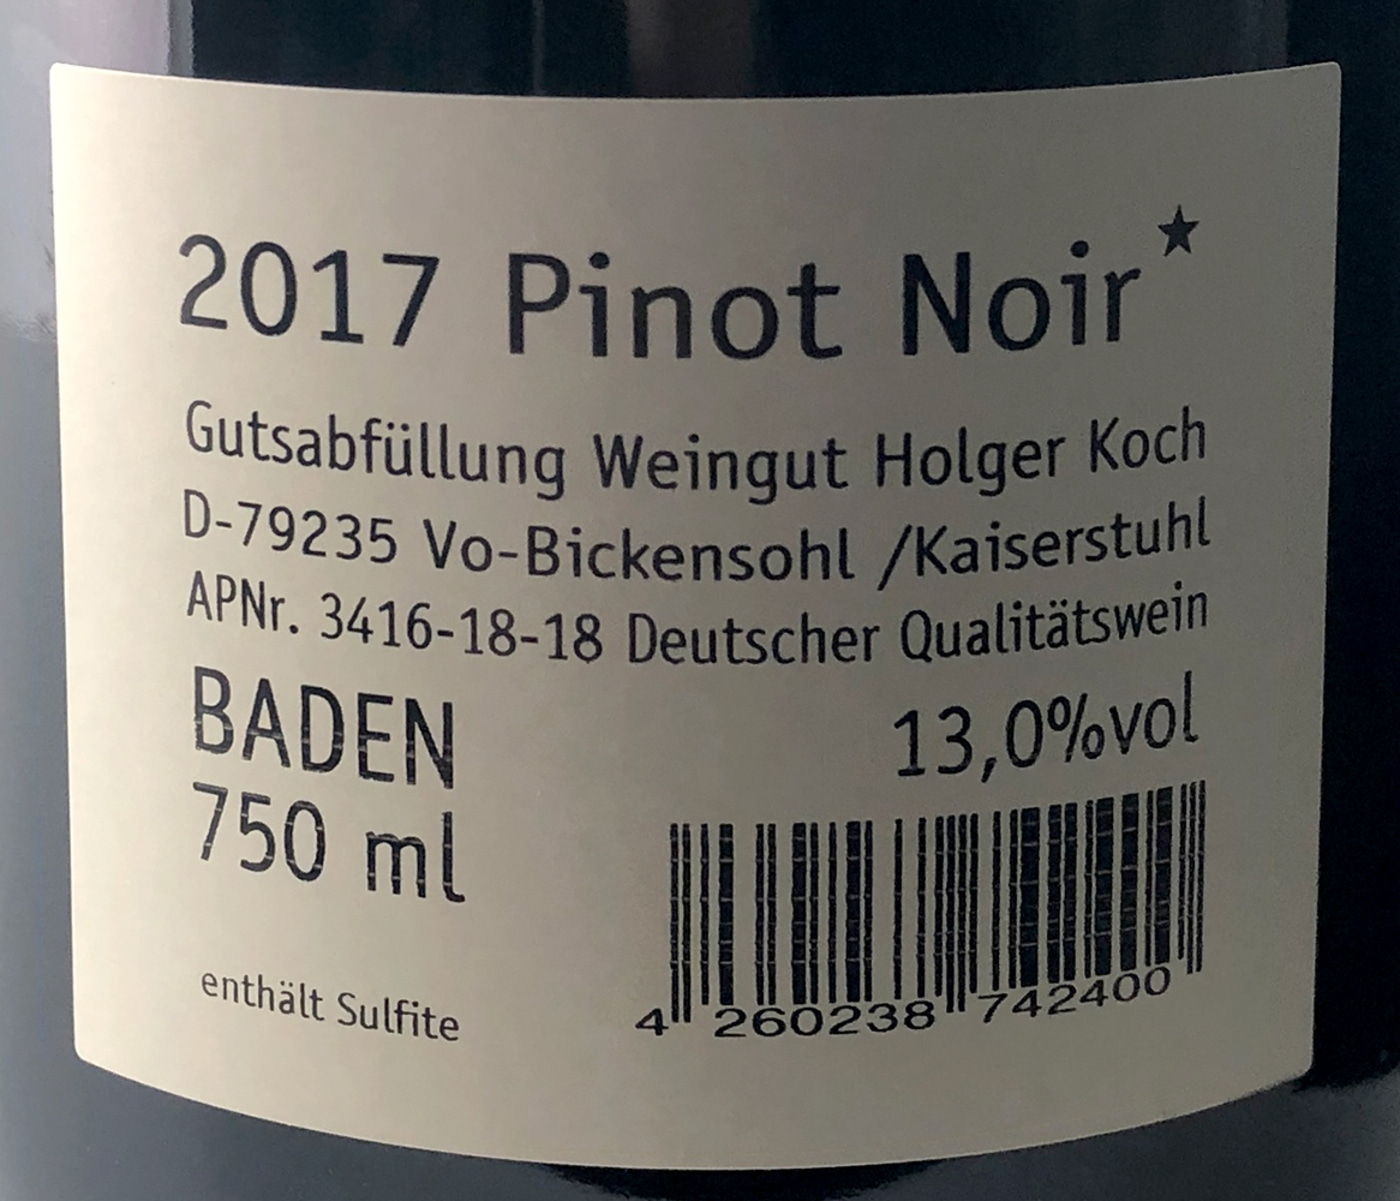 2017 Pinot Noir★
Gutsabfüllung Weingut Holger Koch
D-79235 Vo-Bickensohl /Kaiserstuhl
APNr. 3416-18-18 Deutscher Qualitätswein
BADEN
13,0%vol
750 ml
enthält Sulfite
4 260238 742400